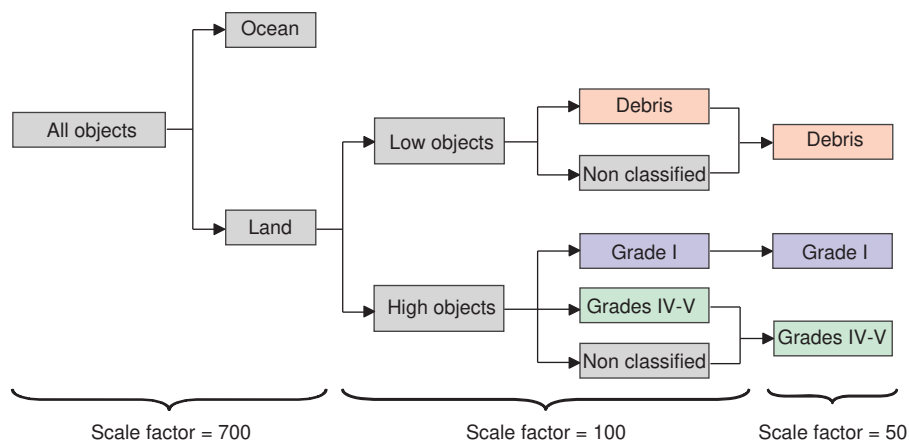 Ocean
All objects
Land
Low objects
High objects
Debris
Non classified
Grade I
Grades IV-V
Non classified
Debris
Grade I
Grades IV-V
Scale factor = 700
Scale factor = 100
Scale factor = 50